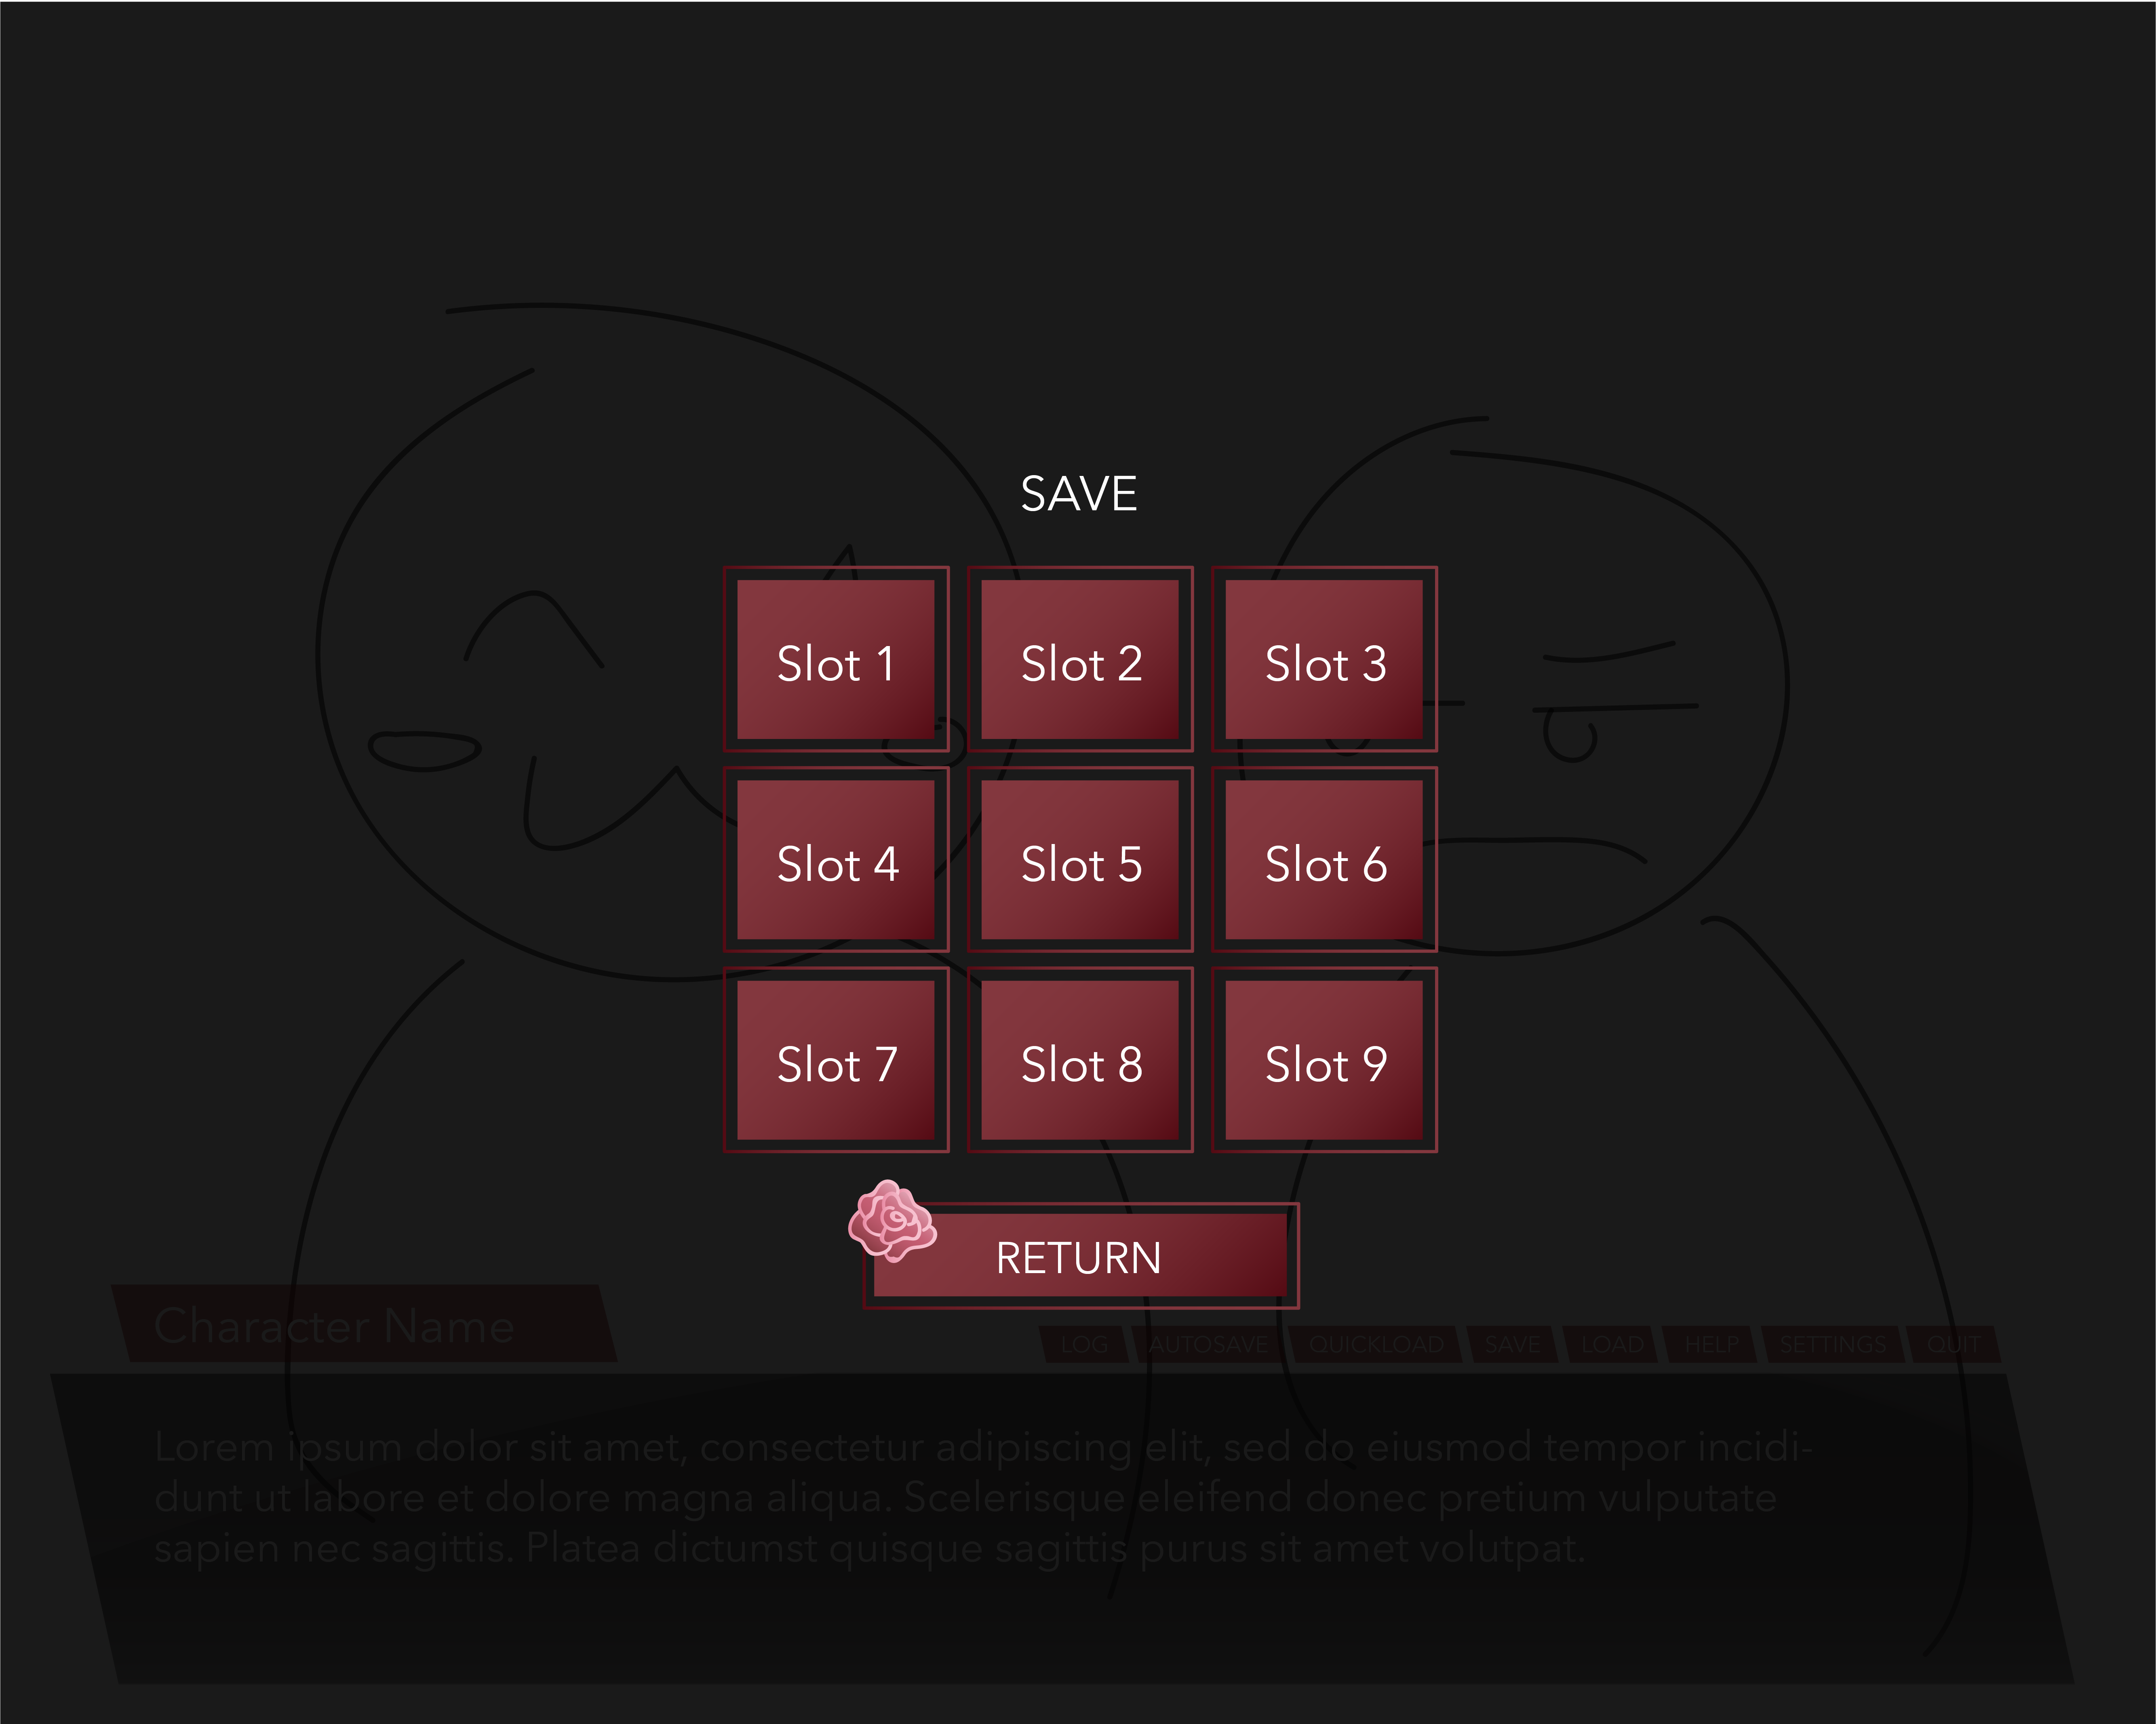 SAVE
Slot 1
Slot 2
Slot 3
Slot 4
Slot 5
Slot 6
Slot 7
Slot 8
Slot 9
RETURN
Character Name
LOG
AUTOSAVE
QUICKLOAD
SAVE
LOAD
HELP
SETTINGS
QUIT
Lorem ipsum dolor sit amet, consectetur adipiscing elit, sed do eiusmod tempor incidi-
dunt ut labore et dolore magna aliqua. Scelerisque eleifend donec pretium vulputate
sapien nec sagittis. Platea dictumst quisque sagittis purus sit amet volutpat.